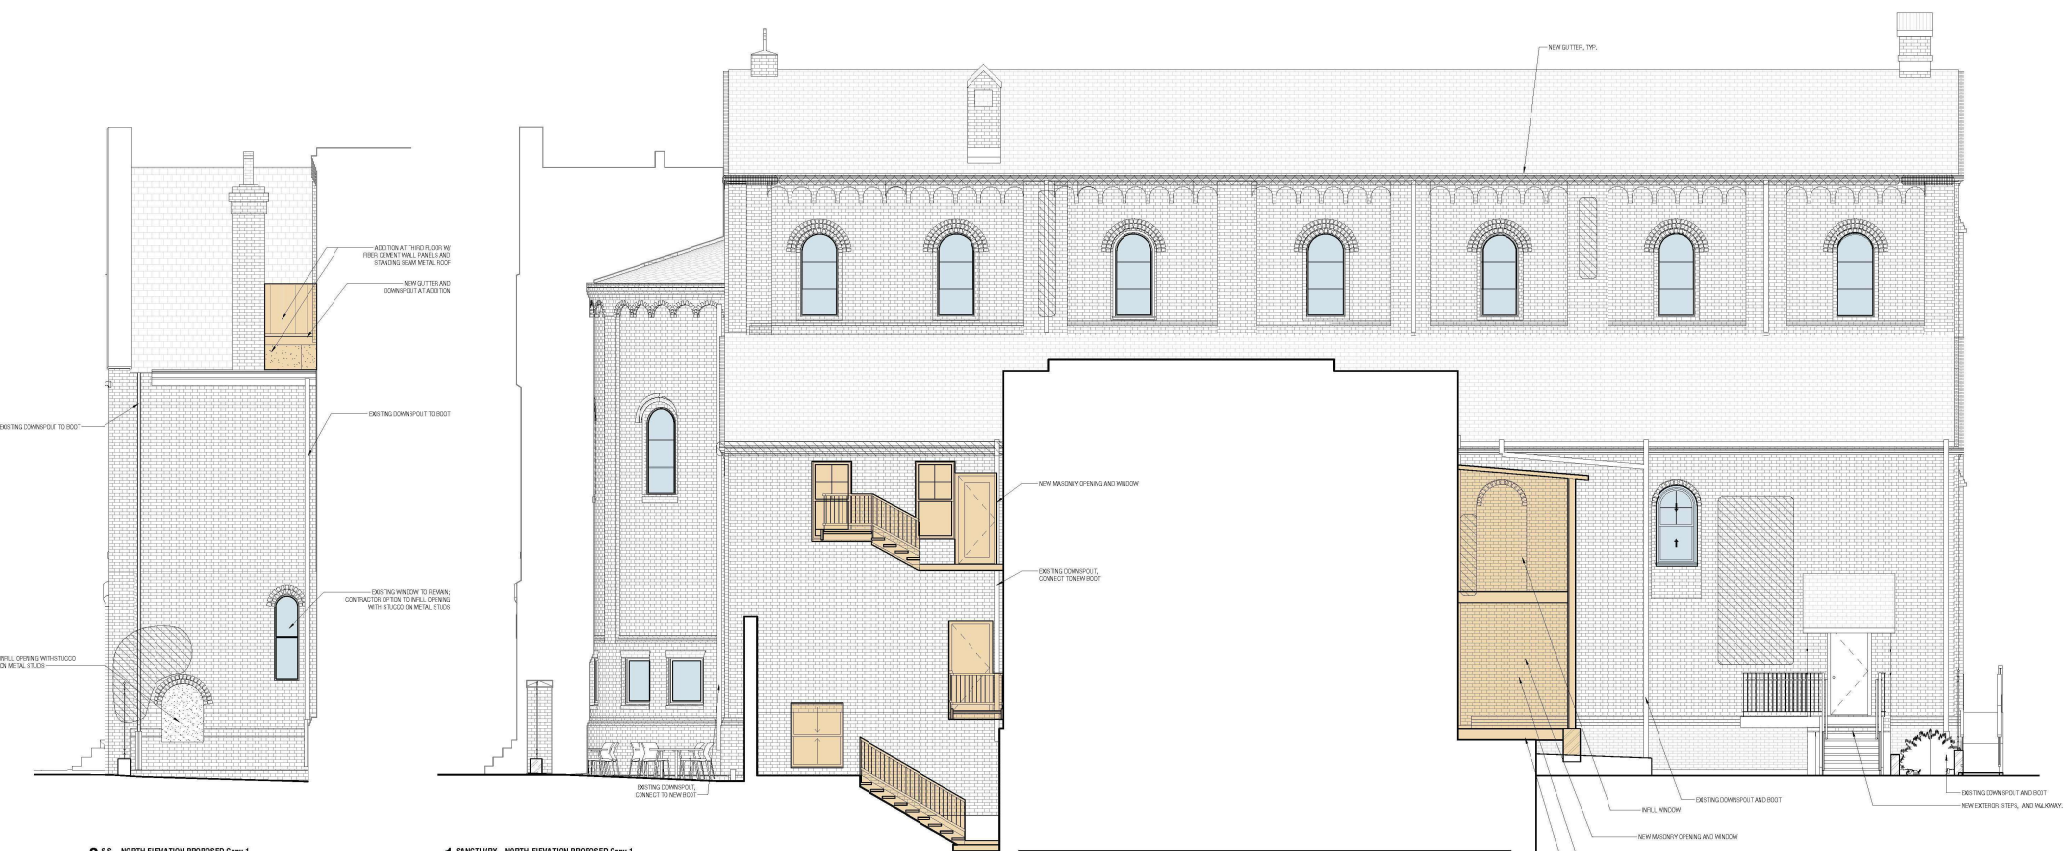 NEW GUTTER, TYP.
ADDITION AT THIRD FLOOR W/
FIBER CEMENT WALL PANELS AND
STANDING SEAM METAL ROOF
NEW GUTTER AND
DOWNSPOUT AT ADDITION
EXISTING DOWNSPOUT TO BOOT
EXISTING DOWNSPOUT TO BOOT
NEW MASONRY OPENING AND WINDOW
EXISTING DOWNSPOUT,
CONNECT TO NEW BOOT
EXISTING WINDOW TO REMAIN;
CONTRACTOR OPTION TO INFILL OPENING
WITH STUCCO ON METAL STUDS
INFILL OPENING WITH STUCCO
ON METAL STUDS
EXISTING DOWNSPOUT,
CONNECT TO NEW BOOT
EXISTING DOWNSPOUT AND BOOT
INFILL WINDOW
NEW MASONRY OPENING AND WINDOW
EXISTING DOWNSPOUT AND BOOT
NEW EXTERIOR STEPS, AND WALKWAY.
NORTH ELEVATION PROPOSED Copy 1
SANCTUARY - NORTH ELEVATION PROPOSED Copy 1